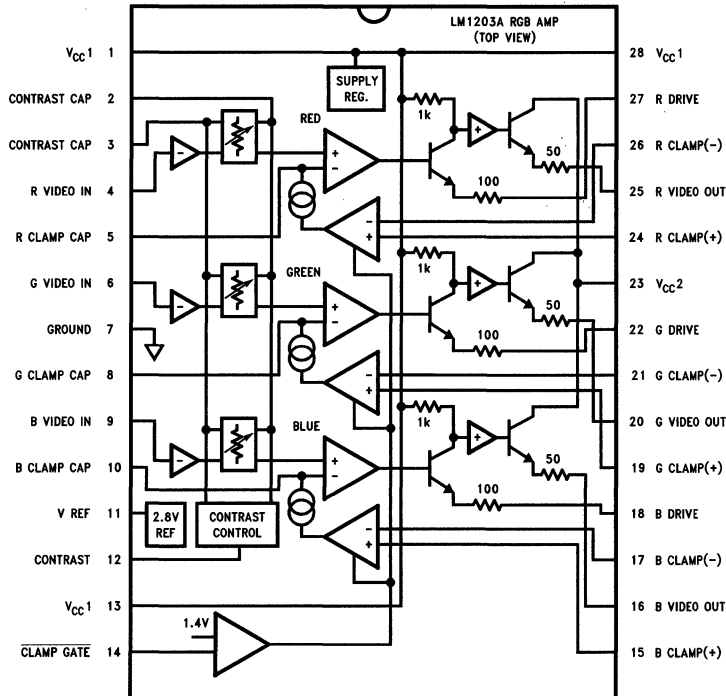 LM1203A RGB AMP
(TOP VIEW)
VCC1 1
CONTRAST CAP 2
CONTRAST CAP 3
R VIDEO IN 4
R CLAMP CAP 5
G VIDEO IN 6
GROUND 7
G CLAMP CAP 8
B VIDEO IN 9
B CLAMP CAP 10
V REF 11
CONTRAST 12
VCC1 13
CLAMP GATE 14
SUPPLY
REG.
RED
GREEN
BLUE
2.8V
REF
CONTRAST
CONTROL
1.4V
1k
50
100
1k
50
100
1k
50
100
− + − + − + +
− + − + − + +
− + − + − + +
28 VCC1
27 R DRIVE
26 R CLAMP(-)
25 R VIDEO OUT
24 R CLAMP(+)
23 VCC2
22 G DRIVE
21 G CLAMP(-)
20 G VIDEO OUT
19 G CLAMP(+)
18 B DRIVE
17 B CLAMP(-)
16 B VIDEO OUT
15 B CLAMP(+)